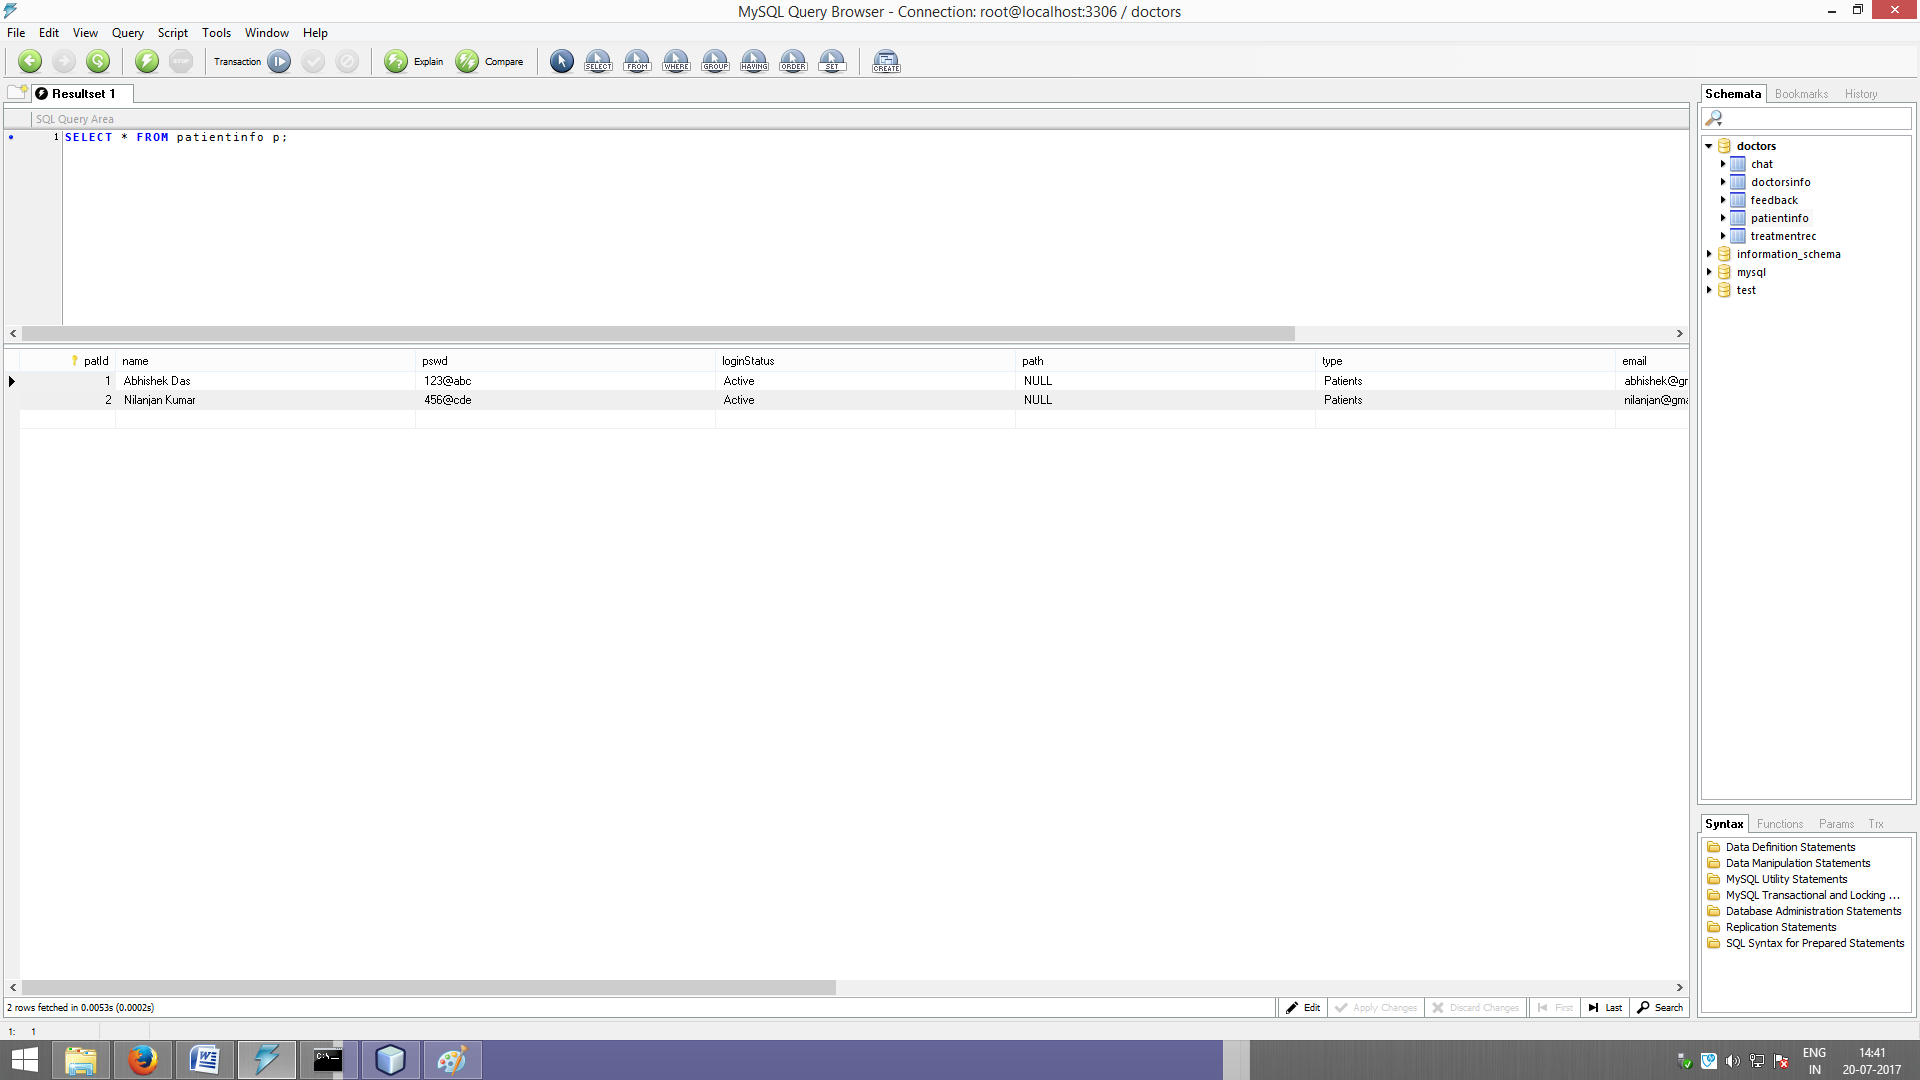 MySQL Query Browser - Connection: root@localhost:3306 / doctors
File Edit View Query Script Tools Window Help
STOP Transaction Explain Compare SELECT FROM WHERE GROUP HAVING ORDER SET CREATE
Resultset 1
SQL Query Area
1 SELECT * FROM patientinfo p;
patId name pswd loginStatus path type email
1 Abhishek Das 123@abc Active NULL Patients abhishek@gr
2 Nilanjan Kumar 456@cde Active NULL Patients nilanjan@gma
2 rows fetched in 0.0053s (0.0002s)
Edit Apply Changes Discard Changes First Last Search
1: 1
Schemata Bookmarks History
doctors
chat
doctorsinfo
feedback
patientinfo
treatmentrec
information_schema
mysql
test
Syntax Functions Params Trx
Data Definition Statements
Data Manipulation Statements
MySQL Utility Statements
MySQL Transactional and Locking ...
Database Administration Statements
Replication Statements
SQL Syntax for Prepared Statements
C:\
ENG
IN
14:41
20-07-2017